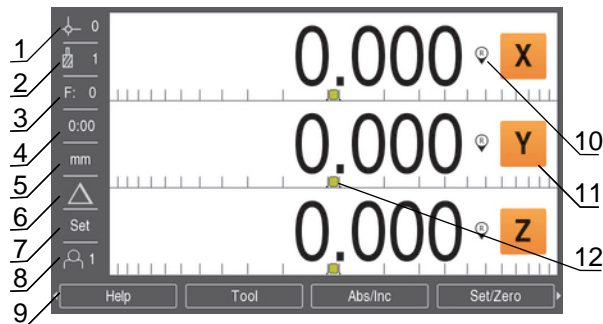 1 0
2 1
3 F: 0
4 0:00
5 mm
6
7 Set
8 1
9
0.000 R X
10
0.000 R Y
11
0.000 R Z
12
Help Tool Abs/Inc Set/Zero